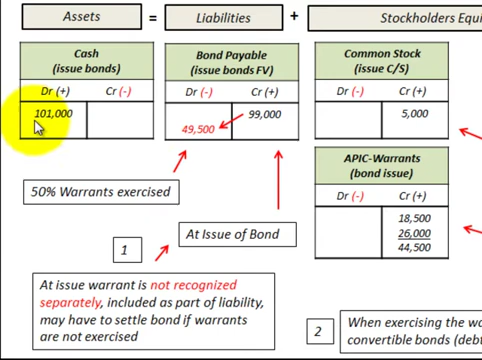 Assets = Liabilities + Stockholders Equi
Cash
(issue bonds)
Dr (+) Cr (-)
101,000
Bond Payable
(issue bonds FV)
Dr (-) Cr (+)
99,000
49,500
Common Stock
(issue C/S)
Dr (-) Cr (+)
5,000
APIC-Warrants
(bond issue)
Dr (-) Cr (+)
18,500
26,000
44,500
50% Warrants exercised
At Issue of Bond
1
At issue warrant is not recognized
separately, included as part of liability,
may have to settle bond if warrants
are not exercised
2
When exercising the wa
convertible bonds (debt